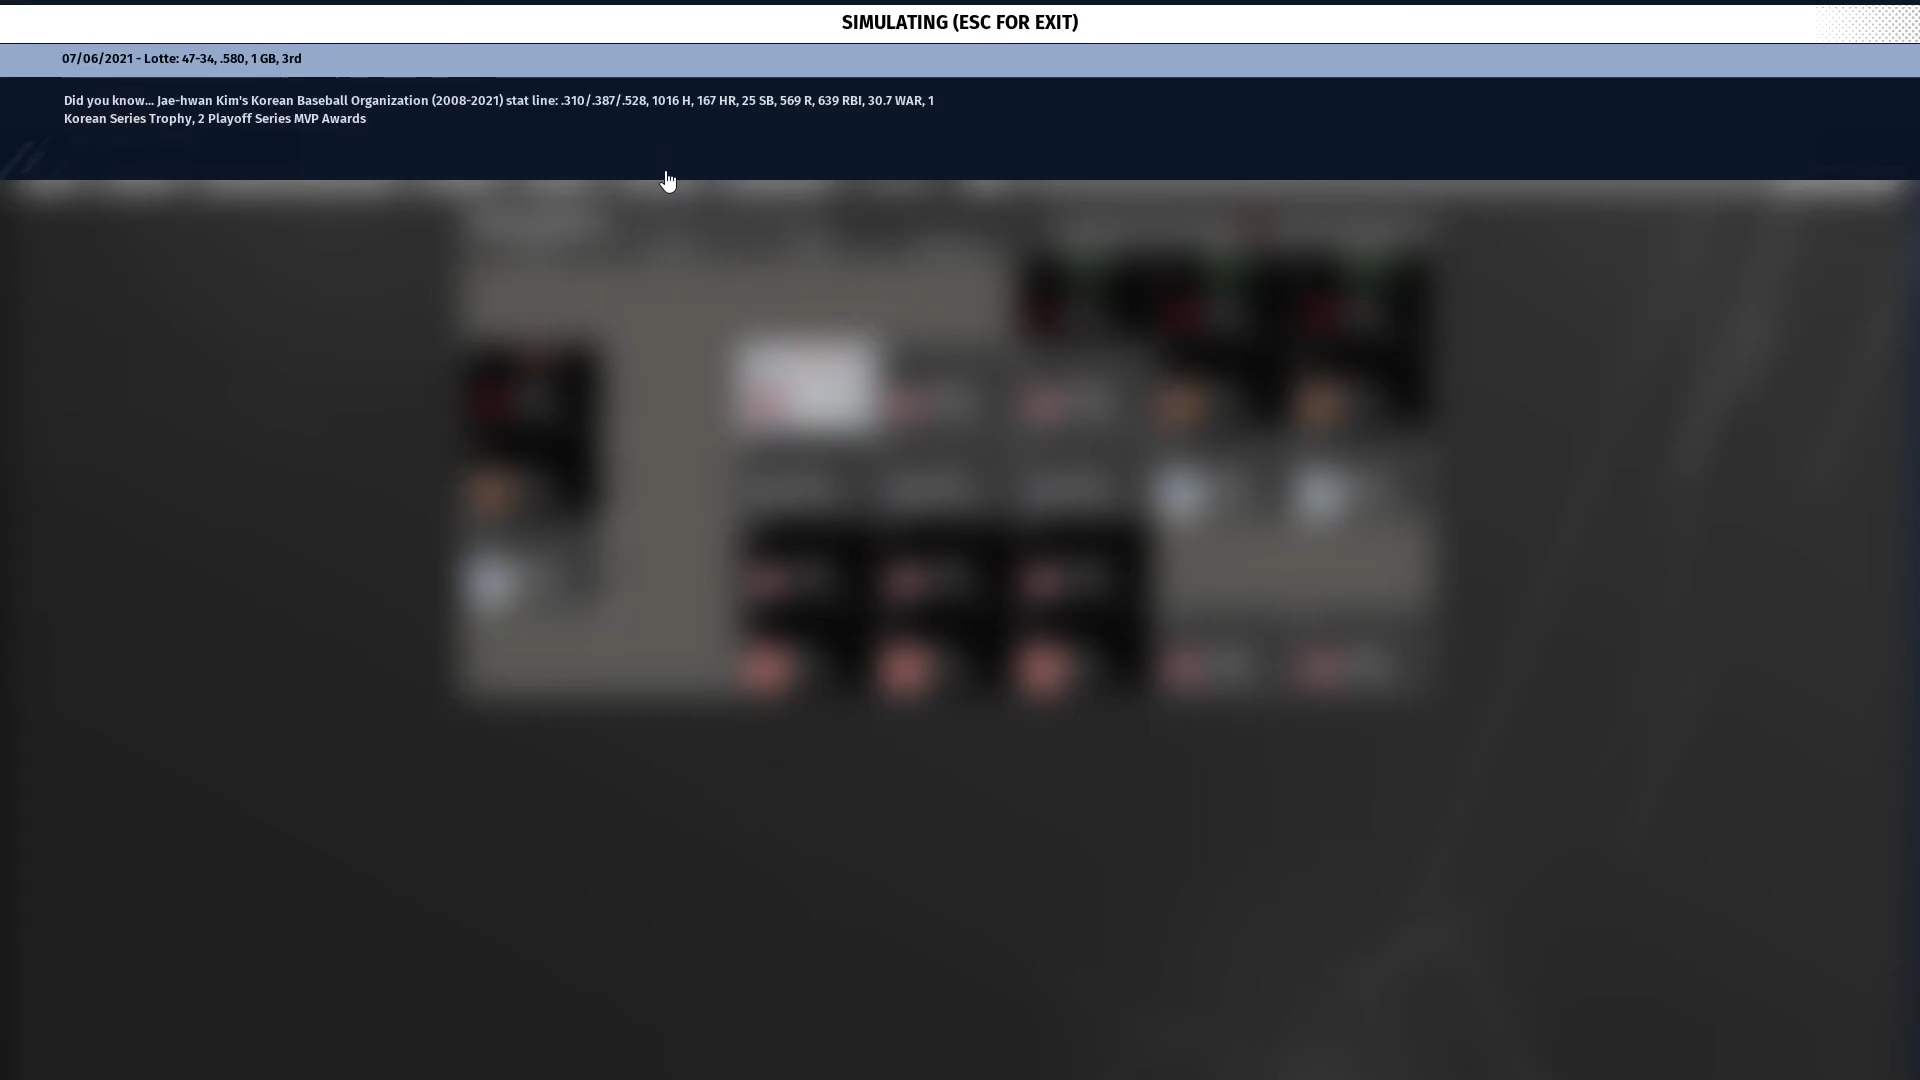 SIMULATING (ESC FOR EXIT)
07/06/2021 - Lotte: 47-34, .580, 1 GB, 3rd
Did you know... Jae-hwan Kim's Korean Baseball Organization (2008-2021) stat line: .310/.387/.528, 1016 H, 167 HR, 25 SB, 569 R, 639 RBI, 30.7 WAR, 1
Korean Series Trophy, 2 Playoff Series MVP Awards